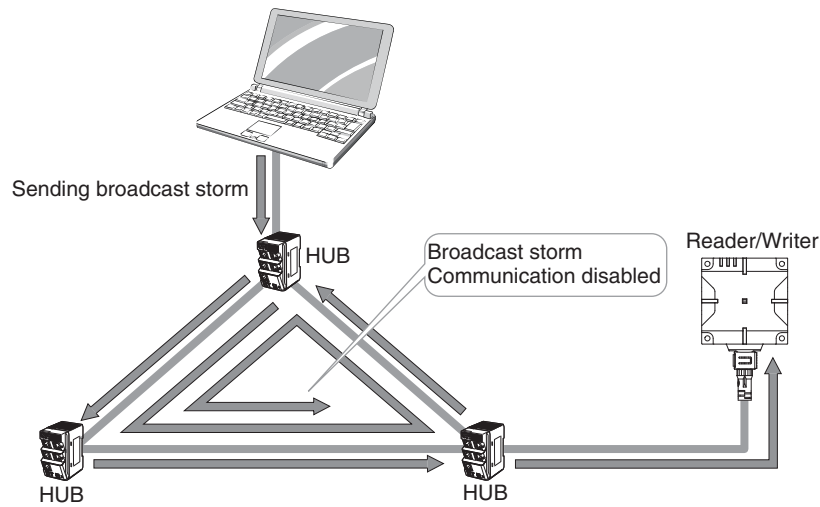 Sending broadcast storm
HUB
Broadcast storm
Communication disabled
Reader/Writer
HUB
HUB